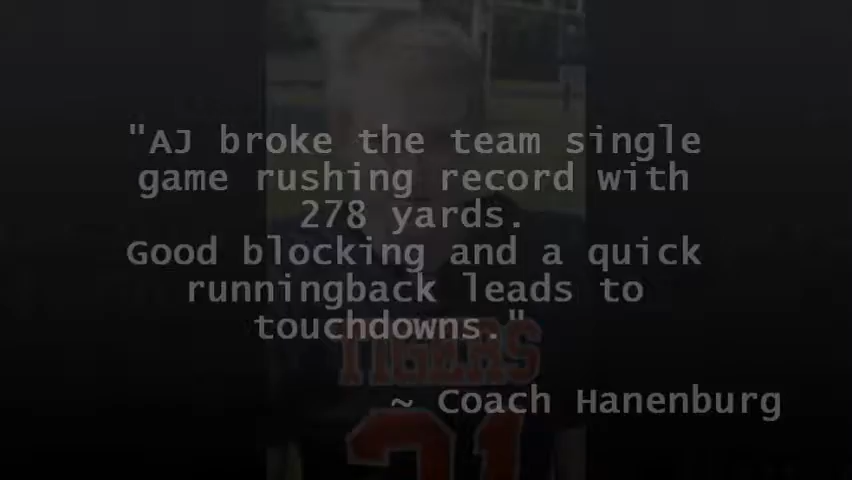 "AJ broke the team single
game rushing record with
278 yards.
Good blocking and a quick
runningback leads to
touchdowns."
TIGERS
~ Coach Hanenburg
21